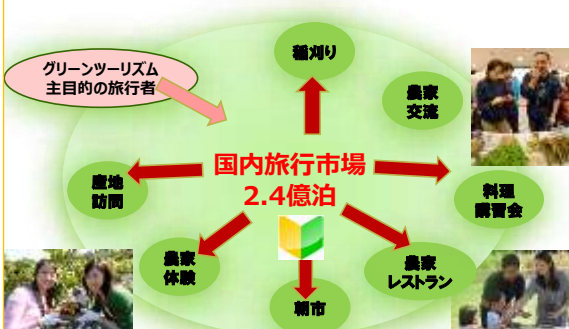 稲刈り
グリーンツーリズム
主目的の旅行者
農家
交流
国内旅行市場
2.4億泊
産地
訪問
料理
講習会
農家
体験
農家
レストラン
朝市